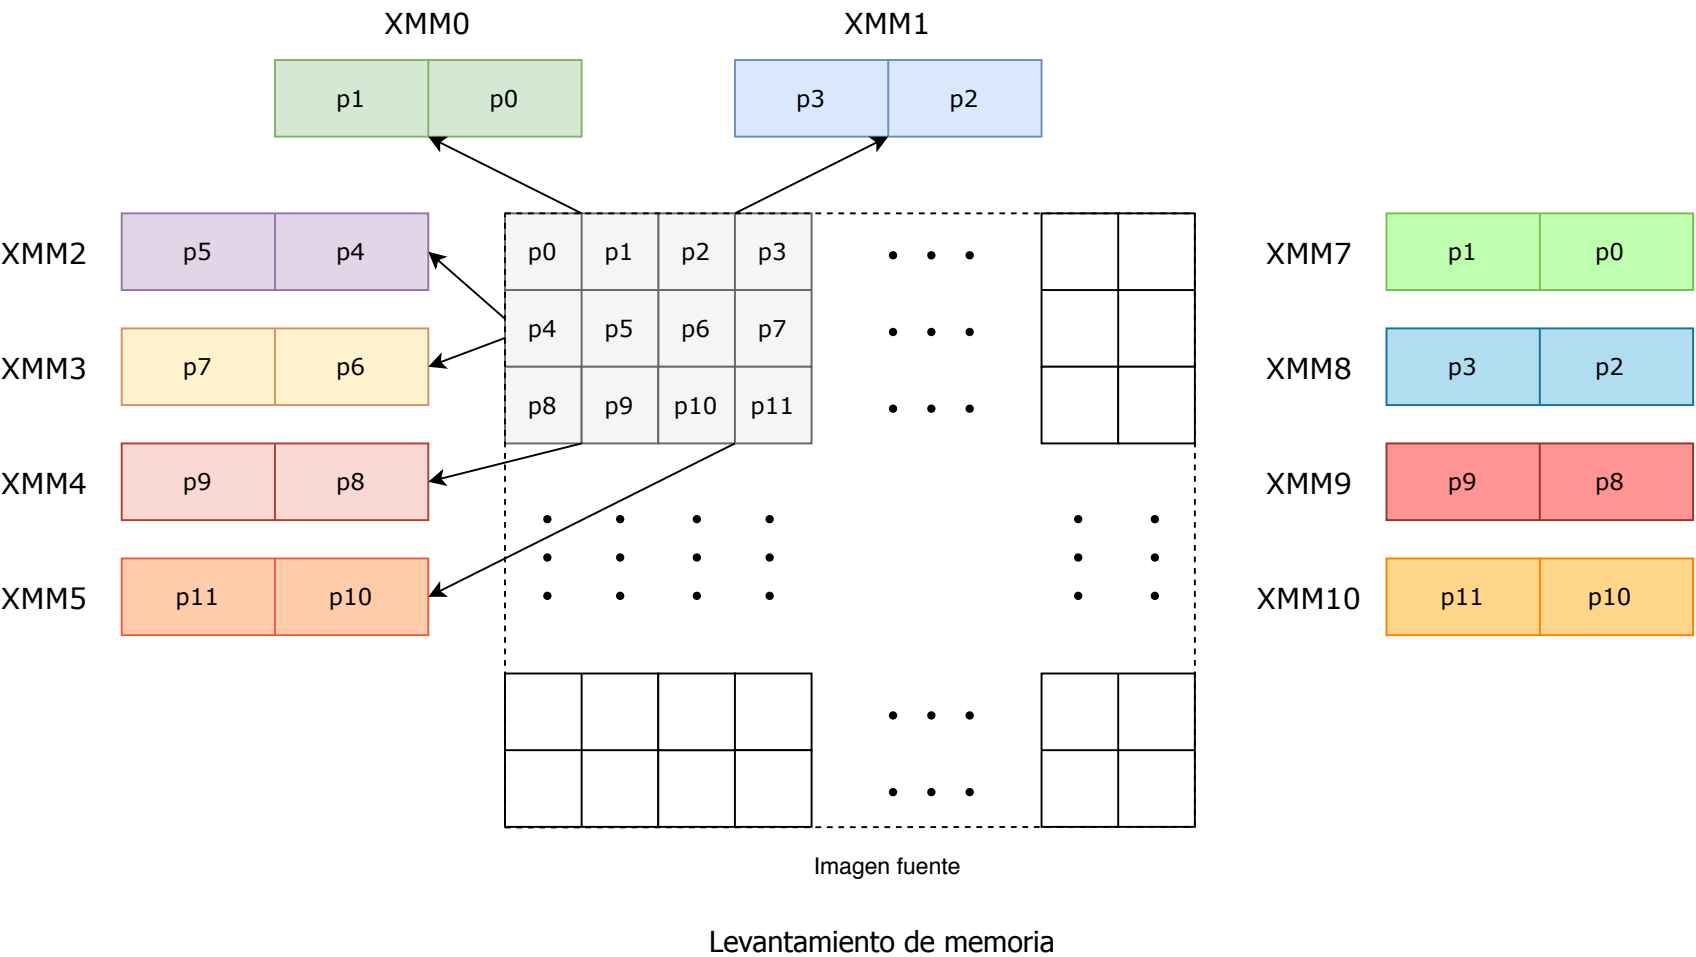 XMM0 XMM1
p1 p0 p3 p2
XMM2 p5 p4 p0 p1 p2 p3 XMM7 p1 p0
p4 p5 p6 p7
XMM3 p7 p6 XMM8 p3 p2
p8 p9 p10 p11
XMM4 p9 p8 XMM9 p9 p8
XMM5 p11 p10 XMM10 p11 p10
Imagen fuente
Levantamiento de memoria